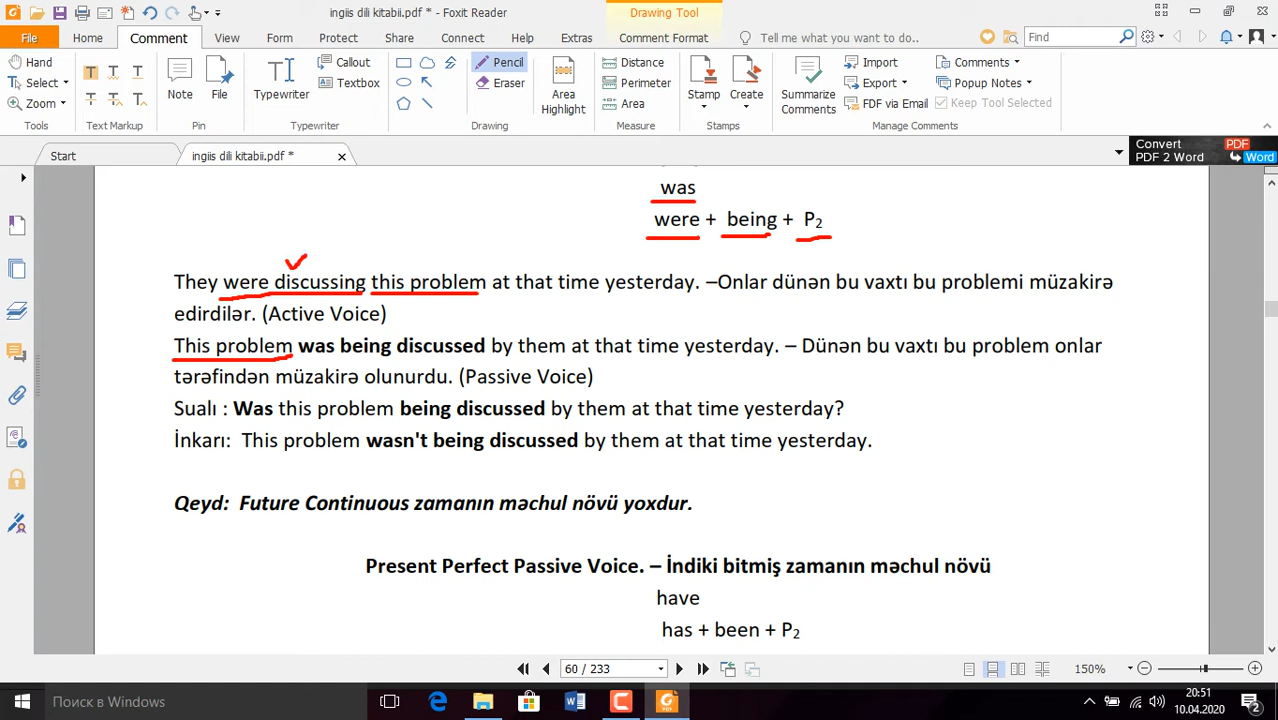 ingiis dili kitabii.pdf * - Foxit Reader
Drawing Tool
File
Home
Comment
View
Form
Protect
Share
Connect
Help
Extras
Comment Format
Tell me what you want to do...
Find
Hand
Select
Zoom
Tools
Text Markup
Note
File
Pin
Typewriter
Callout
Textbox
Typewriter
Pencil
Eraser
Drawing
Area
Highlight
Distance
Perimeter
Area
Measure
Stamp
Create
Stamps
Summarize
Comments
Import
Export
FDF via Email
Comments
Popup Notes
Keep Tool Selected
Manage Comments
Start
ingiis dili kitabii.pdf *
Convert
PDF 2 Word
PDF
Word
was
were + being + P₂
They were discussing this problem at that time yesterday. –Onlar dünən bu vaxtı bu problemi müzakirə
edirdilər. (Active Voice)
This problem was being discussed by them at that time yesterday. – Dünən bu vaxtı bu problem onlar
tərəfindən müzakirə olunurdu. (Passive Voice)
Sualı : Was this problem being discussed by them at that time yesterday?
İnkarı: This problem wasn't being discussed by them at that time yesterday.
Qeyd: Future Continuous zamanın məchul növü yoxdur.
Present Perfect Passive Voice. – İndiki bitmiş zamanın məchul növü
have
has + been + P₂
60 / 233
150%
Поиск в Windows
20:51
10.04.2020
2